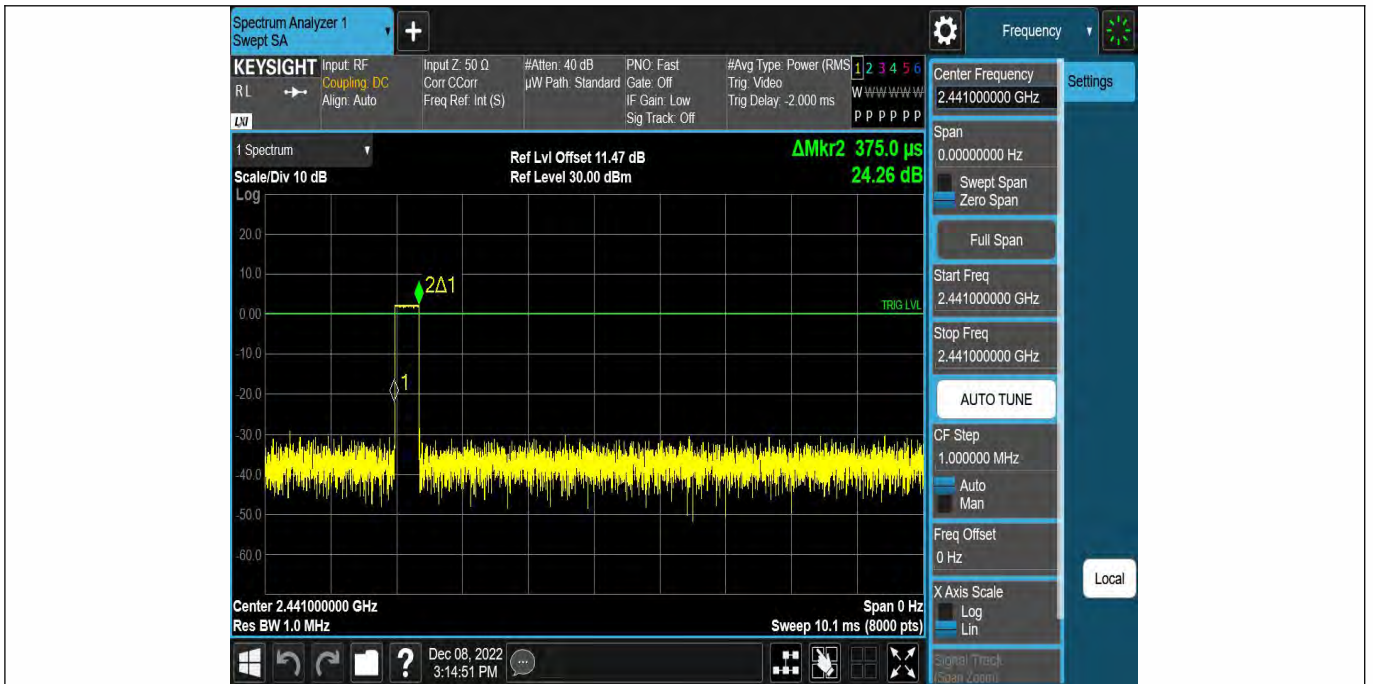 Spectrum Analyzer 1
Swept SA
+
Frequency
KEYSIGHT
RL
LXI
Input: RF
Coupling: DC
Align: Auto
Input Z: 50 Ω
Corr CCorr
Freq Ref: Int (S)
#Atten: 40 dB
µW Path: Standard
PNO: Fast
Gate: Off
IF Gain: Low
Sig Track: Off
#Avg Type: Power (RMS
Trig: Video
Trig Delay: -2.000 ms
1 2 3 4 5 6
W W W W W W
P P P P P P
1 Spectrum
Scale/Div 10 dB
Log
Ref Lvl Offset 11.47 dB
Ref Level 30.00 dBm
ΔMkr2 375.0 µs
24.26 dB
20.0
10.0
0.00
-10.0
-20.0
-30.0
-40.0
-50.0
-60.0
2Δ1
1
TRIG LVL
Center 2.441000000 GHz
Res BW 1.0 MHz
Span 0 Hz
Sweep 10.1 ms (8000 pts)
Center Frequency
2.441000000 GHz
Settings
Span
0.00000000 Hz
Swept Span
Zero Span
Full Span
Start Freq
2.441000000 GHz
Stop Freq
2.441000000 GHz
AUTO TUNE
CF Step
1.000000 MHz
Auto
Man
Freq Offset
0 Hz
X Axis Scale
Log
Lin
Signal Track
(Span Zoom)
Local
?
Dec 08, 2022
3:14:51 PM